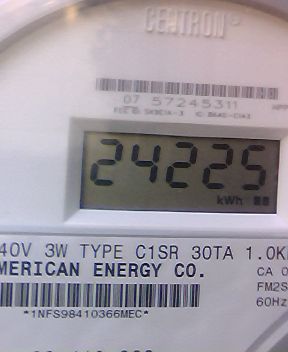 CENTRON
07 57245311
24225
kWh
40V 3W TYPE C1SR 30TA 1.0K
MERICAN ENERGY CO.
CA 0
FM2S
60Hz
*1NFS98410366MEC*